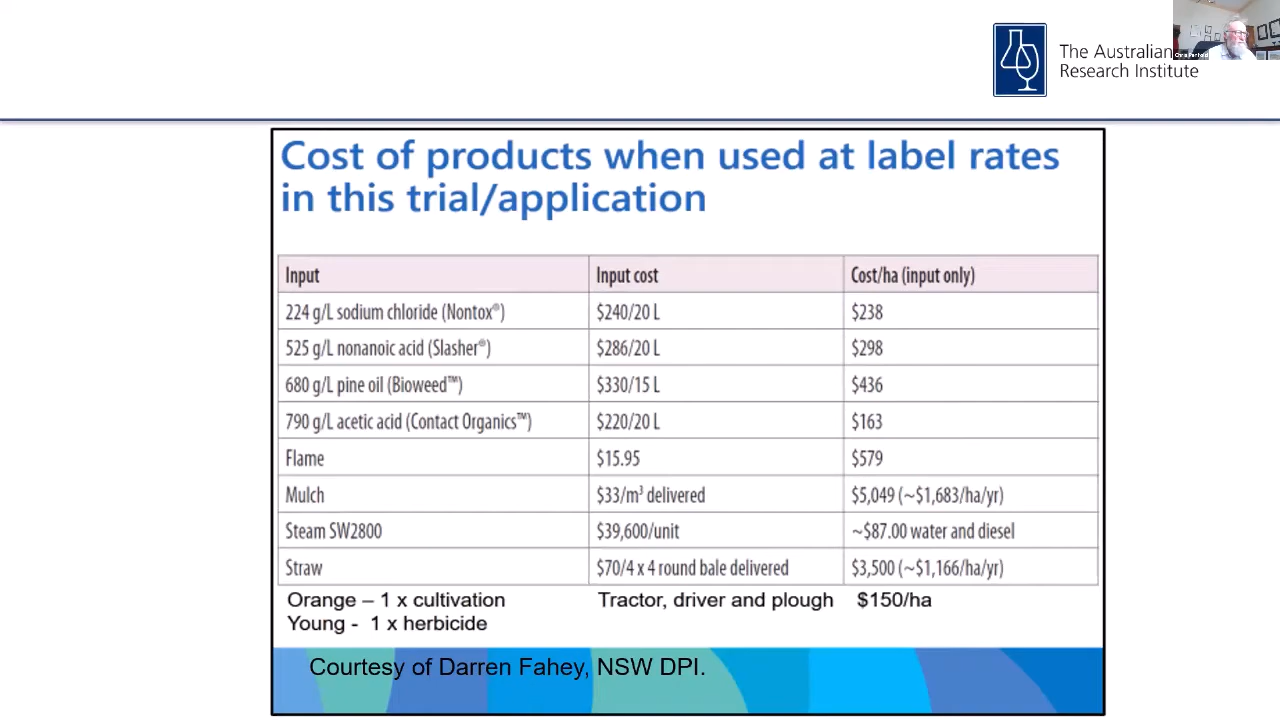 The Australian
Research Institute
Cost of products when used at label rates
in this trial/application
Input Input cost Cost/ha (input only)
224 g/L sodium chloride (Nontox®) $240/20 L $238
525 g/L nonanoic acid (Slasher®) $286/20 L $298
680 g/L pine oil (Bioweed™) $330/15 L $436
790 g/L acetic acid (Contact Organics™) $220/20 L $163
Flame $15.95 $579
Mulch $33/m³ delivered $5,049 (~$1,683/ha/yr)
Steam SW2800 $39,600/unit ~$87.00 water and diesel
Straw $70/4 x 4 round bale delivered $3,500 (~$1,166/ha/yr)
Orange – 1 x cultivation Tractor, driver and plough $150/ha
Young - 1 x herbicide
Courtesy of Darren Fahey, NSW DPI.